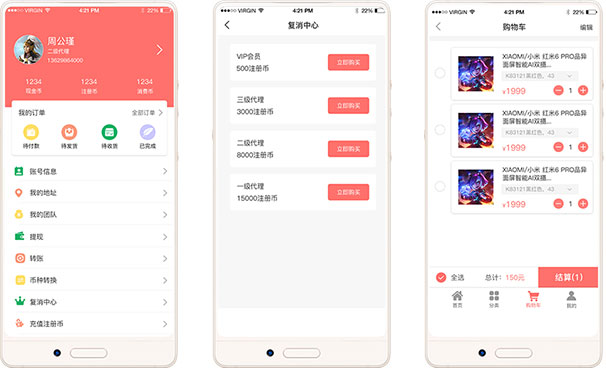 VIRGIN
4:21 PM
22%
周公瑾
二级代理
13629864000
1234
1234
1234
现金币
注册币
消费币
我的订单
全部订单
待付款
待发货
待收货
已完成
账号信息
我的地址
我的团队
提现
转账
币种转换
复消中心
充值注册币
VIRGIN
4:21 PM
22%
复消中心
VIP会员
500注册币
立即购买
三级代理
3000注册币
立即购买
二级代理
8000注册币
立即购买
一级代理
15000注册币
立即购买
VIRGIN
4:21 PM
22%
购物车
编辑
XIAOMI/小米 红米6 PRO品异
面屏智能AI双摄...
K63121黑红色，43
¥1999
1
XIAOMI/小米 红米6 PRO品异
面屏智能AI双摄...
K63121黑红色，43
¥1999
1
XIAOMI/小米 红米6 PRO品异
面屏智能AI双摄...
K63121黑红色，43
¥1999
1
全选
总计：150元
结算(1)
首页
分类
购物车
我的